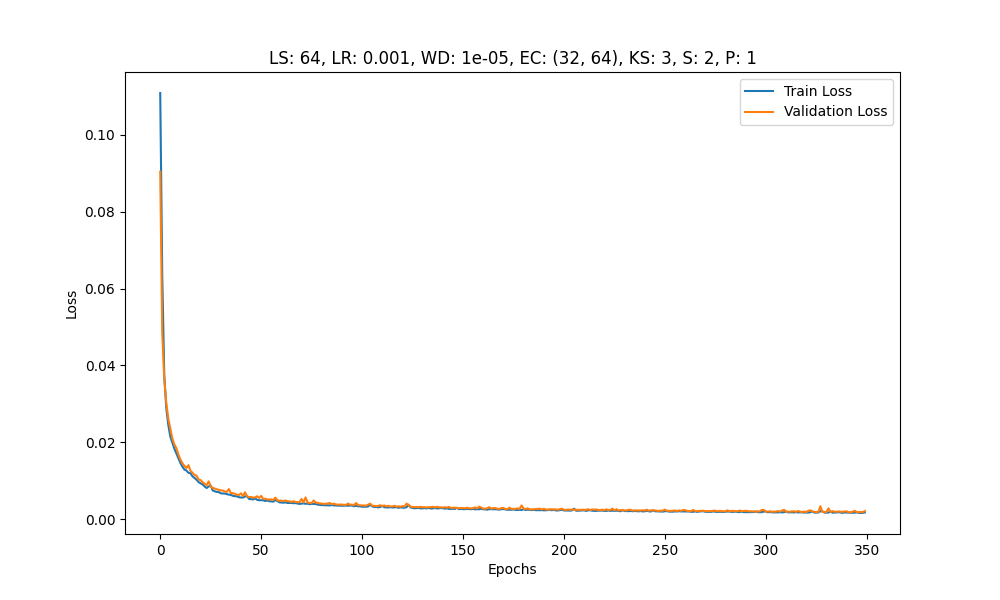 LS: 64, LR: 0.001, WD: 1e-05, EC: (32, 64), KS: 3, S: 2, P: 1
Train Loss
Validation Loss
0.10
0.08
0.06
0.04
0.02
0.00
Loss
0 50 100 150 200 250 300 350
Epochs